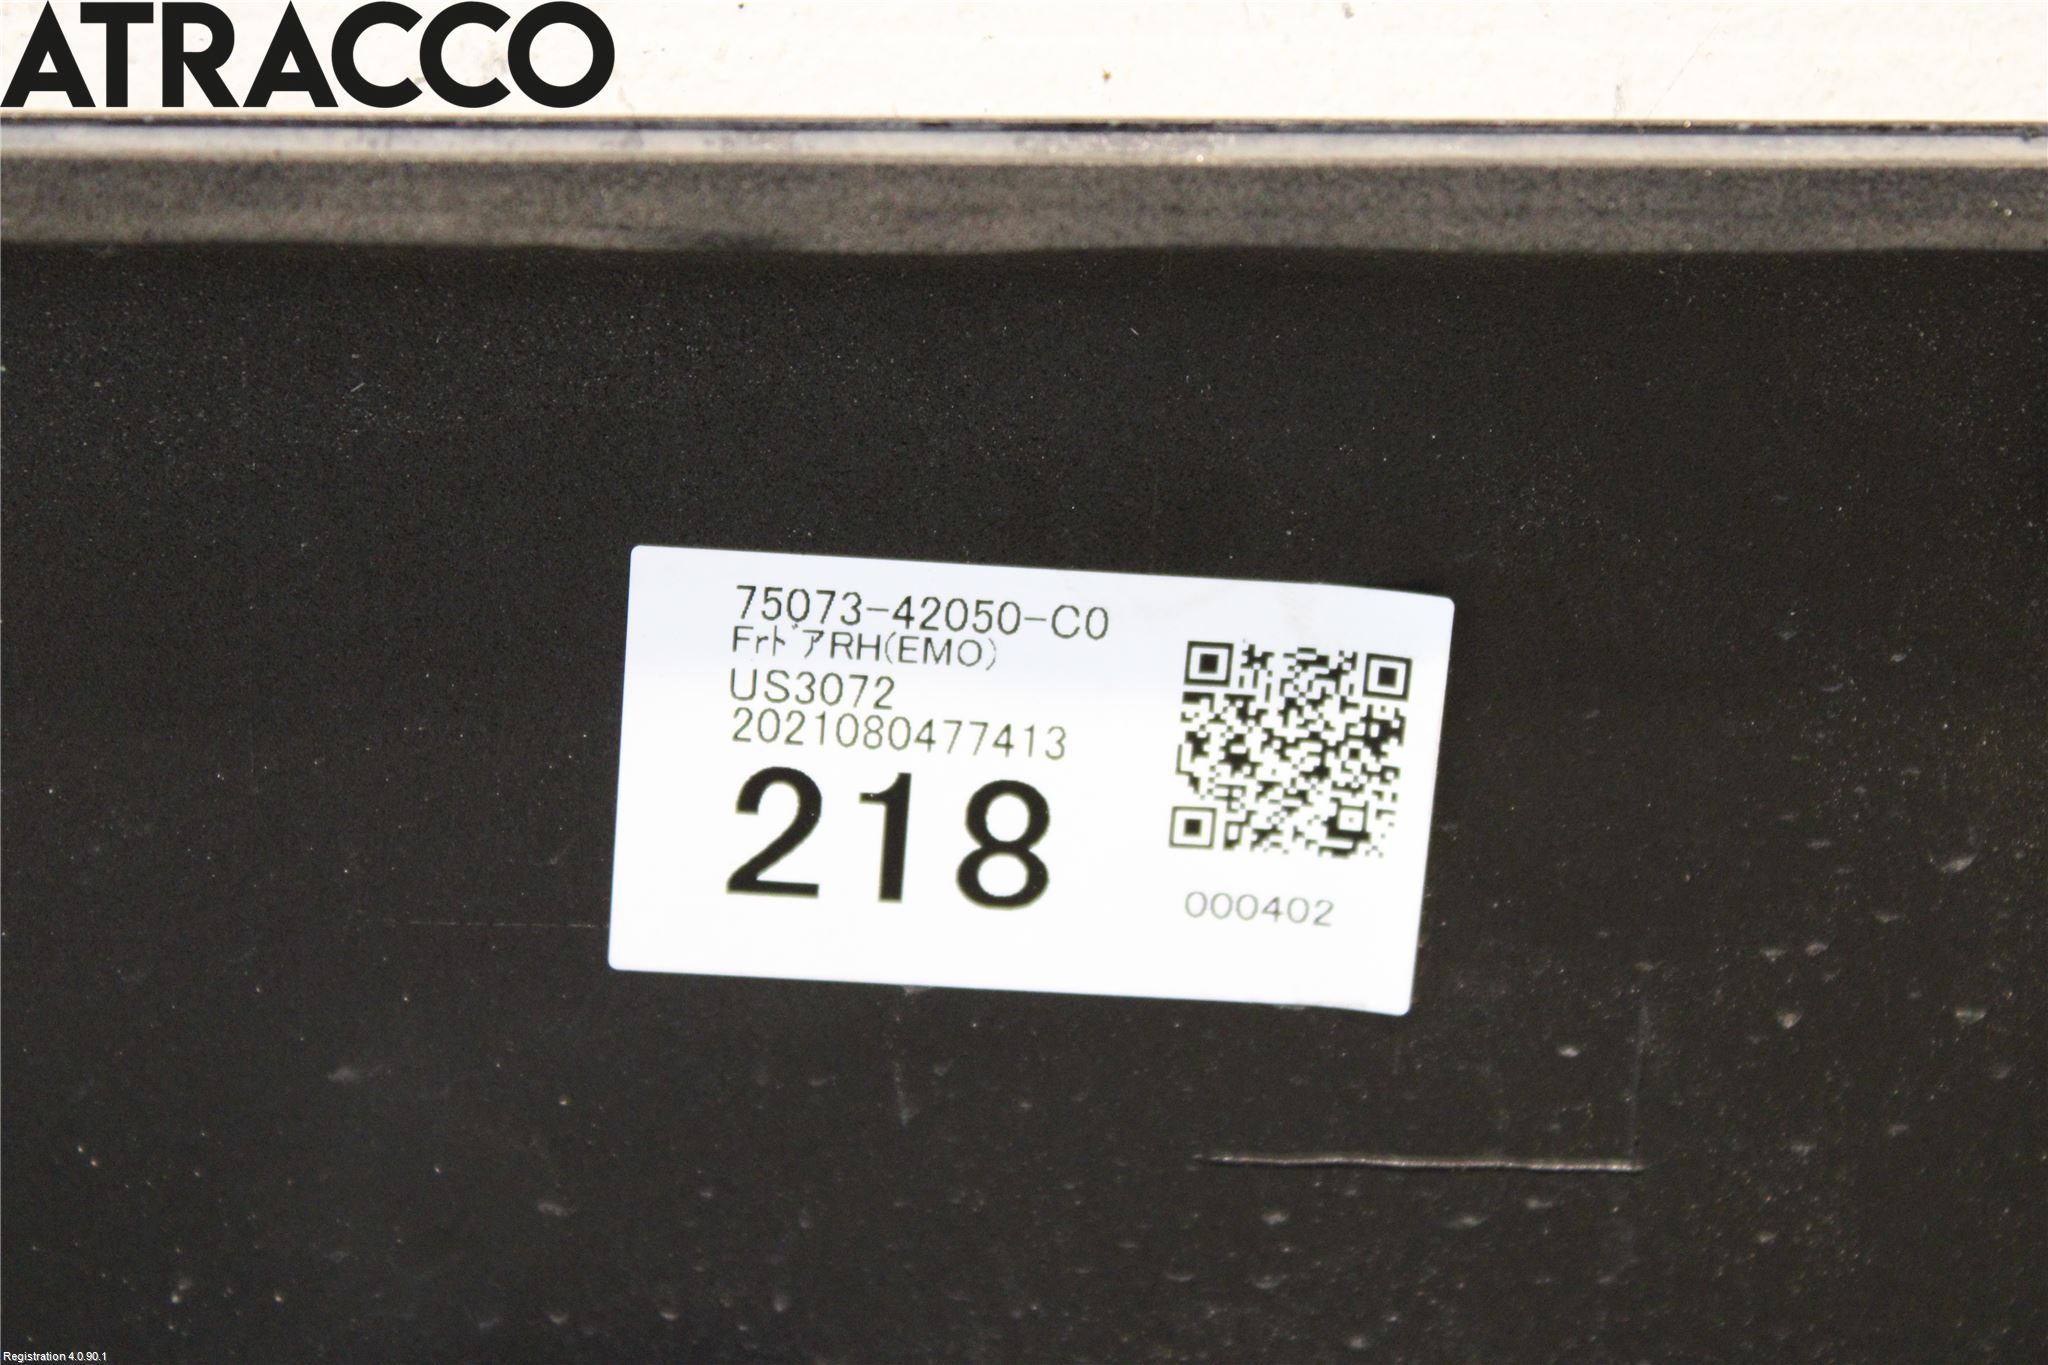 ATRACCO
75073-42050-C0
FrﾄﾞアRH(EMO)
US3072
2021080477413
218
000402
Registration 4.0.90.1